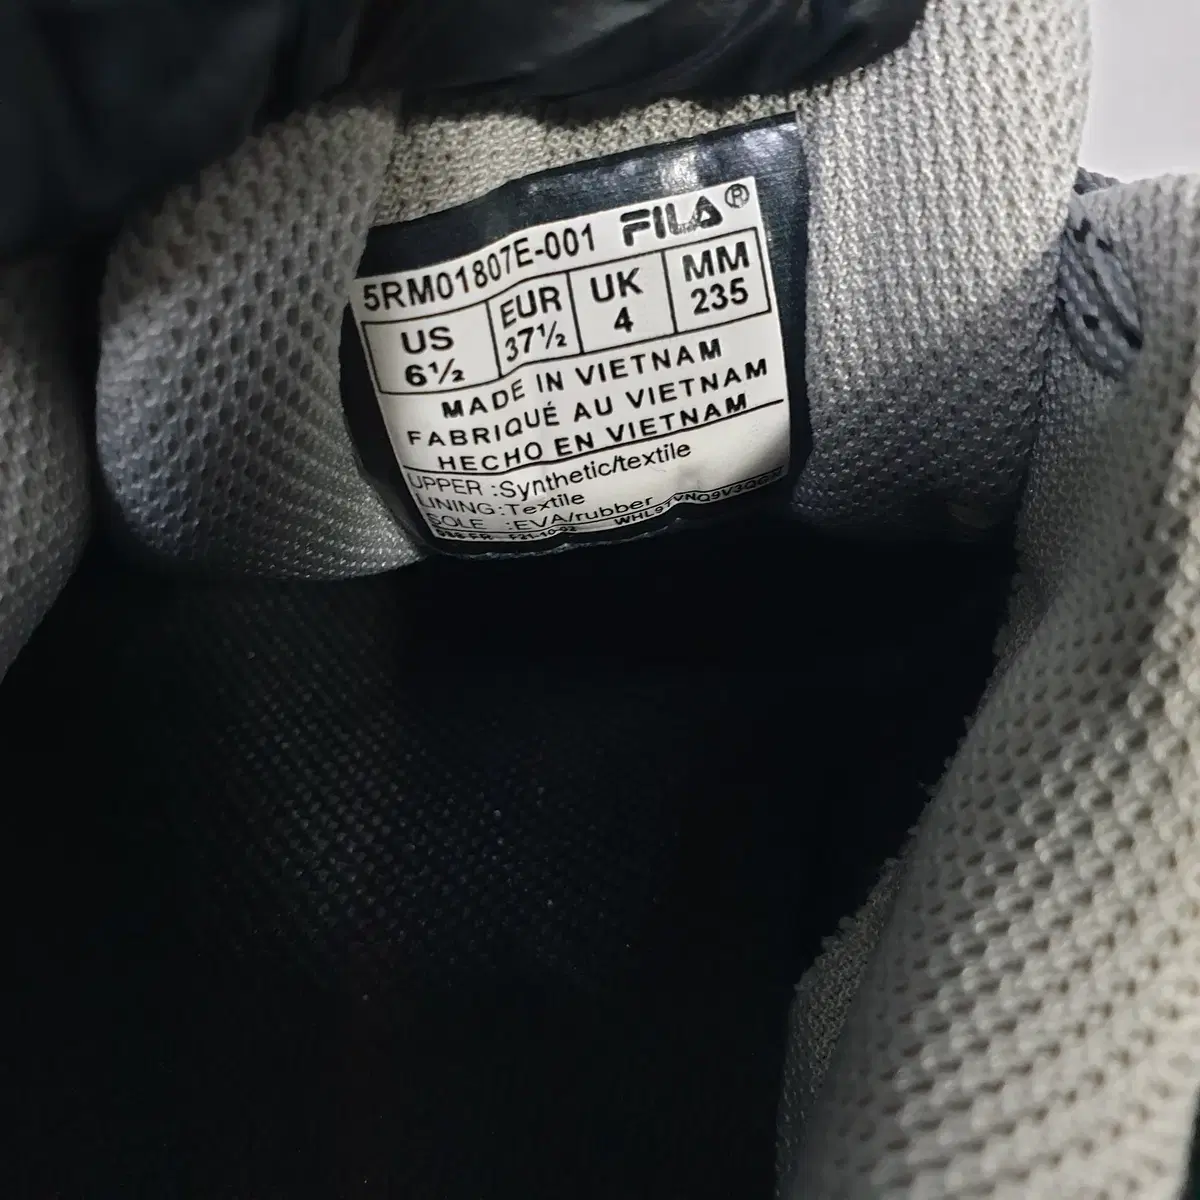 5RM01807E-001 FILA®
US EUR UK MM
6½ 37½ 4 235
MADE IN VIETNAM
FABRIQUÉ AU VIETNAM
HECHO EN VIETNAM
UPPER :Synthetic/textile
LINING:Textile
SOLE :EVA/rubber